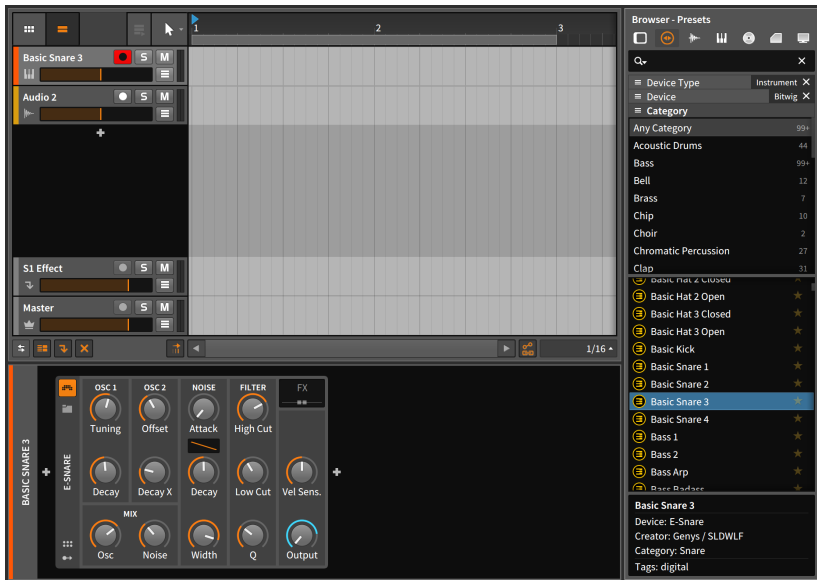 1 2 3
Basic Snare 3 S M
Audio 2 S M
S1 Effect S M
Master S M
1/16
BASIC SNARE 3
E-SNARE
OSC 1 OSC 2 NOISE FILTER FX
Tuning Offset Attack High Cut
Decay Decay X Decay Low Cut Vel Sens.
MIX
Osc Noise Width Q Output
Browser - Presets
Device Type Instrument
Device Bitwig
Category
Any Category 99+
Acoustic Drums 44
Bass 99+
Bell 12
Brass 7
Chip 10
Choir 2
Chromatic Percussion 27
Clap 31
Basic Hat 2 Closed
Basic Hat 2 Open
Basic Hat 3 Closed
Basic Hat 3 Open
Basic Kick
Basic Snare 1
Basic Snare 2
Basic Snare 3
Basic Snare 4
Bass 1
Bass 2
Bass Arp
Bass Badass
Basic Snare 3
Device: E-Snare
Creator: Genys / SLDWLF
Category: Snare
Tags: digital